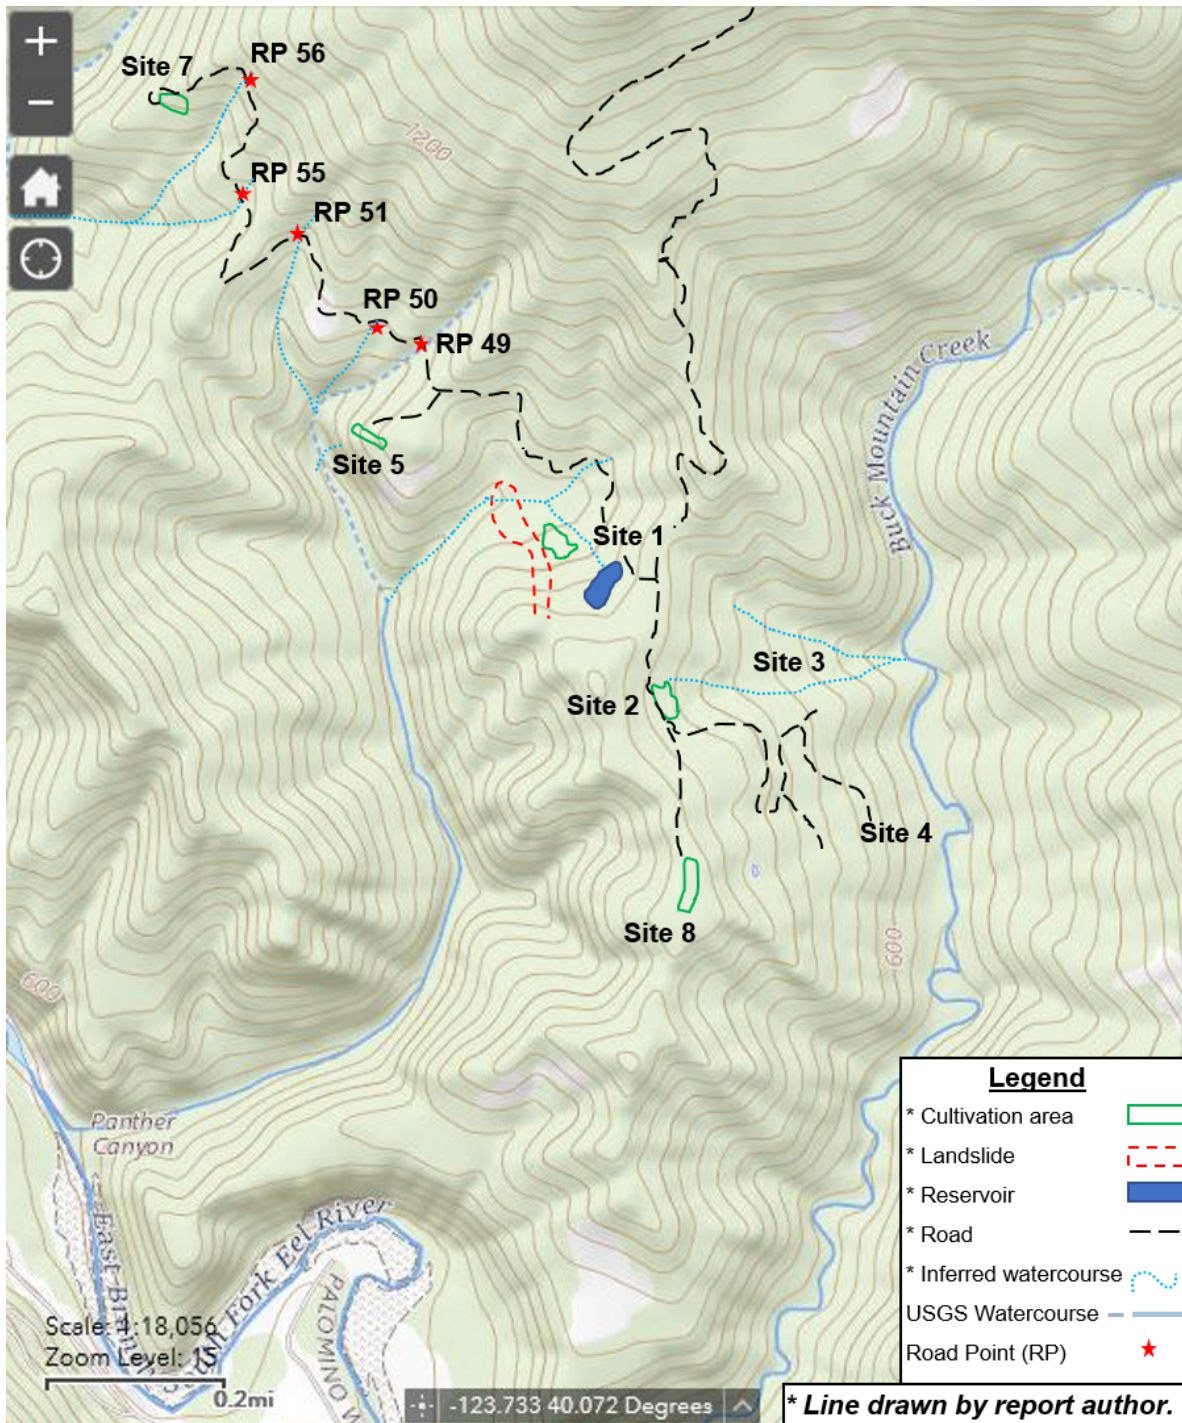 +
−
Site 7
RP 56
1200
RP 55
RP 51
RP 50
RP 49
Site 5
Buck Mountain Creek
Site 1
Site 3
Site 2
Site 4
Site 8
600
600
Panther
Canyon
South Fork Eel River
East Br
PALOMINO
Scale: 1:18,056
Zoom Level: 15
0.2mi
-123.733 40.072 Degrees
Legend
* Cultivation area
* Landslide
* Reservoir
* Road
* Inferred watercourse
USGS Watercourse
Road Point (RP)
* Line drawn by report author.